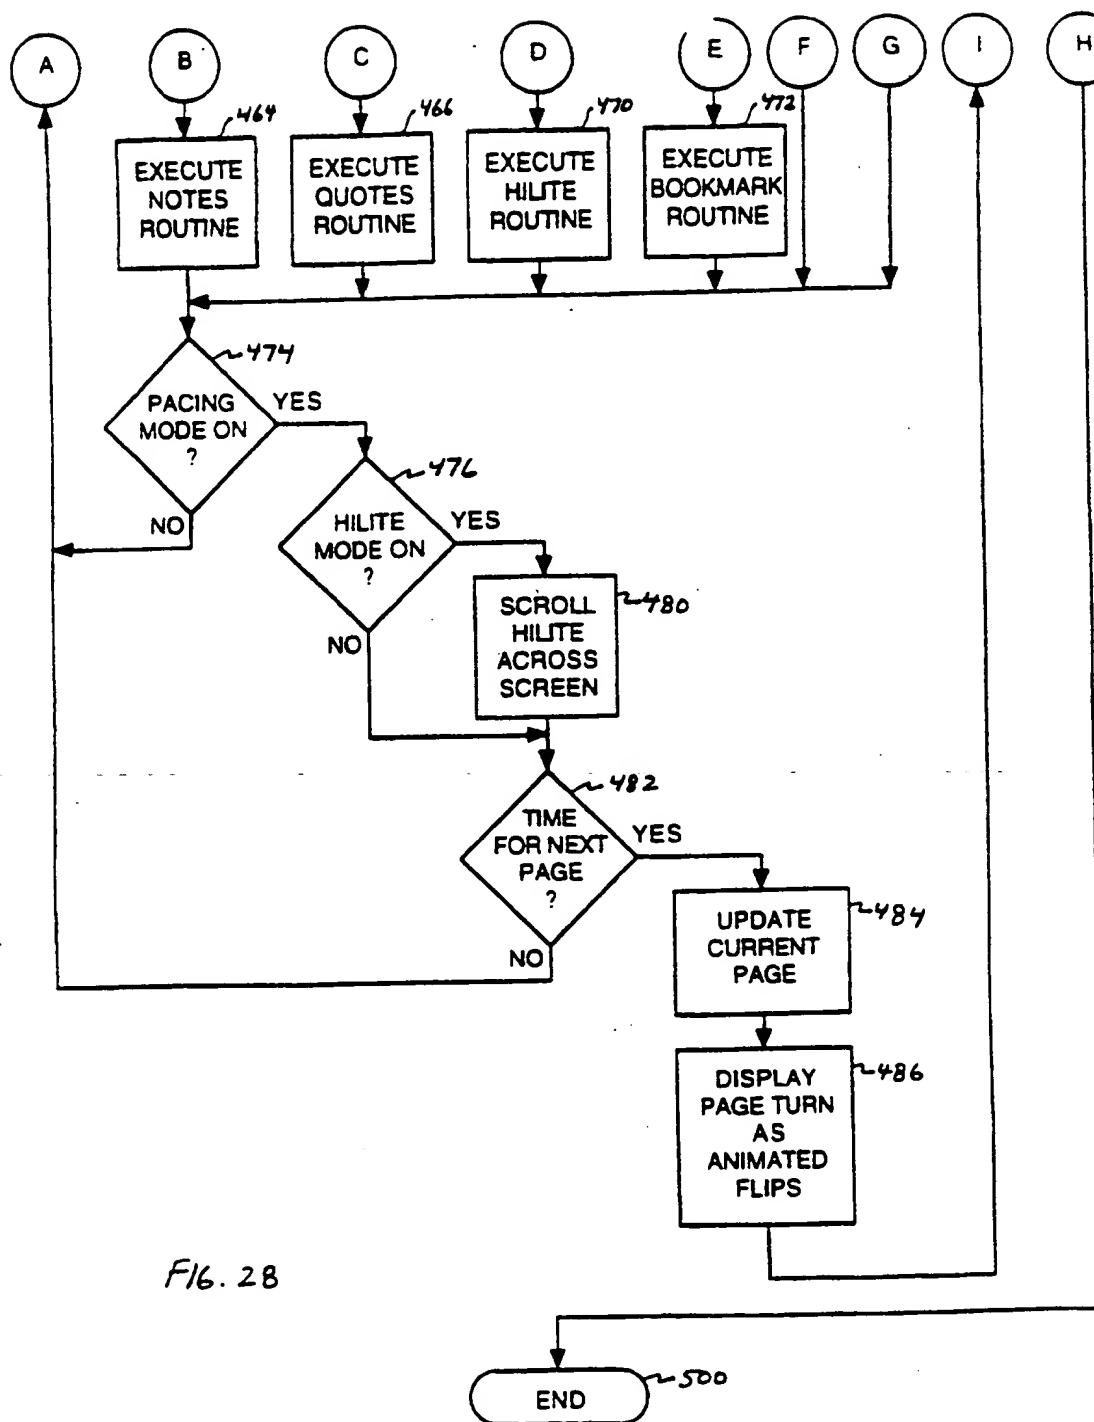 A
B
C
D
E
F
G
I
H
464
466
470
472
EXECUTE
NOTES
ROUTINE
EXECUTE
QUOTES
ROUTINE
EXECUTE
HILITE
ROUTINE
EXECUTE
BOOKMARK
ROUTINE
474
PACING
MODE ON
?
YES
NO
476
HILITE
MODE ON
?
YES
NO
480
SCROLL
HILITE
ACROSS
SCREEN
482
TIME
FOR NEXT
PAGE
?
YES
NO
484
UPDATE
CURRENT
PAGE
486
DISPLAY
PAGE TURN
AS
ANIMATED
FLIPS
FIG. 28
500
END